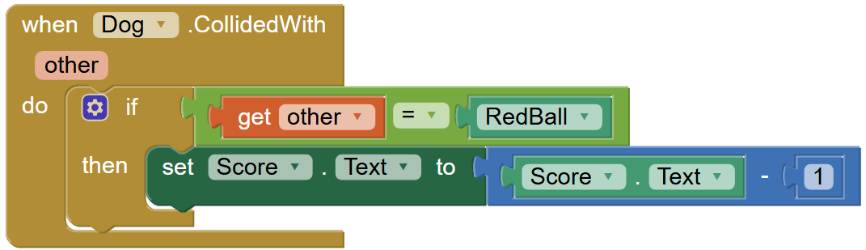 when Dog .CollidedWith
other
do if get other = RedBall
then set Score . Text to Score . Text - 1